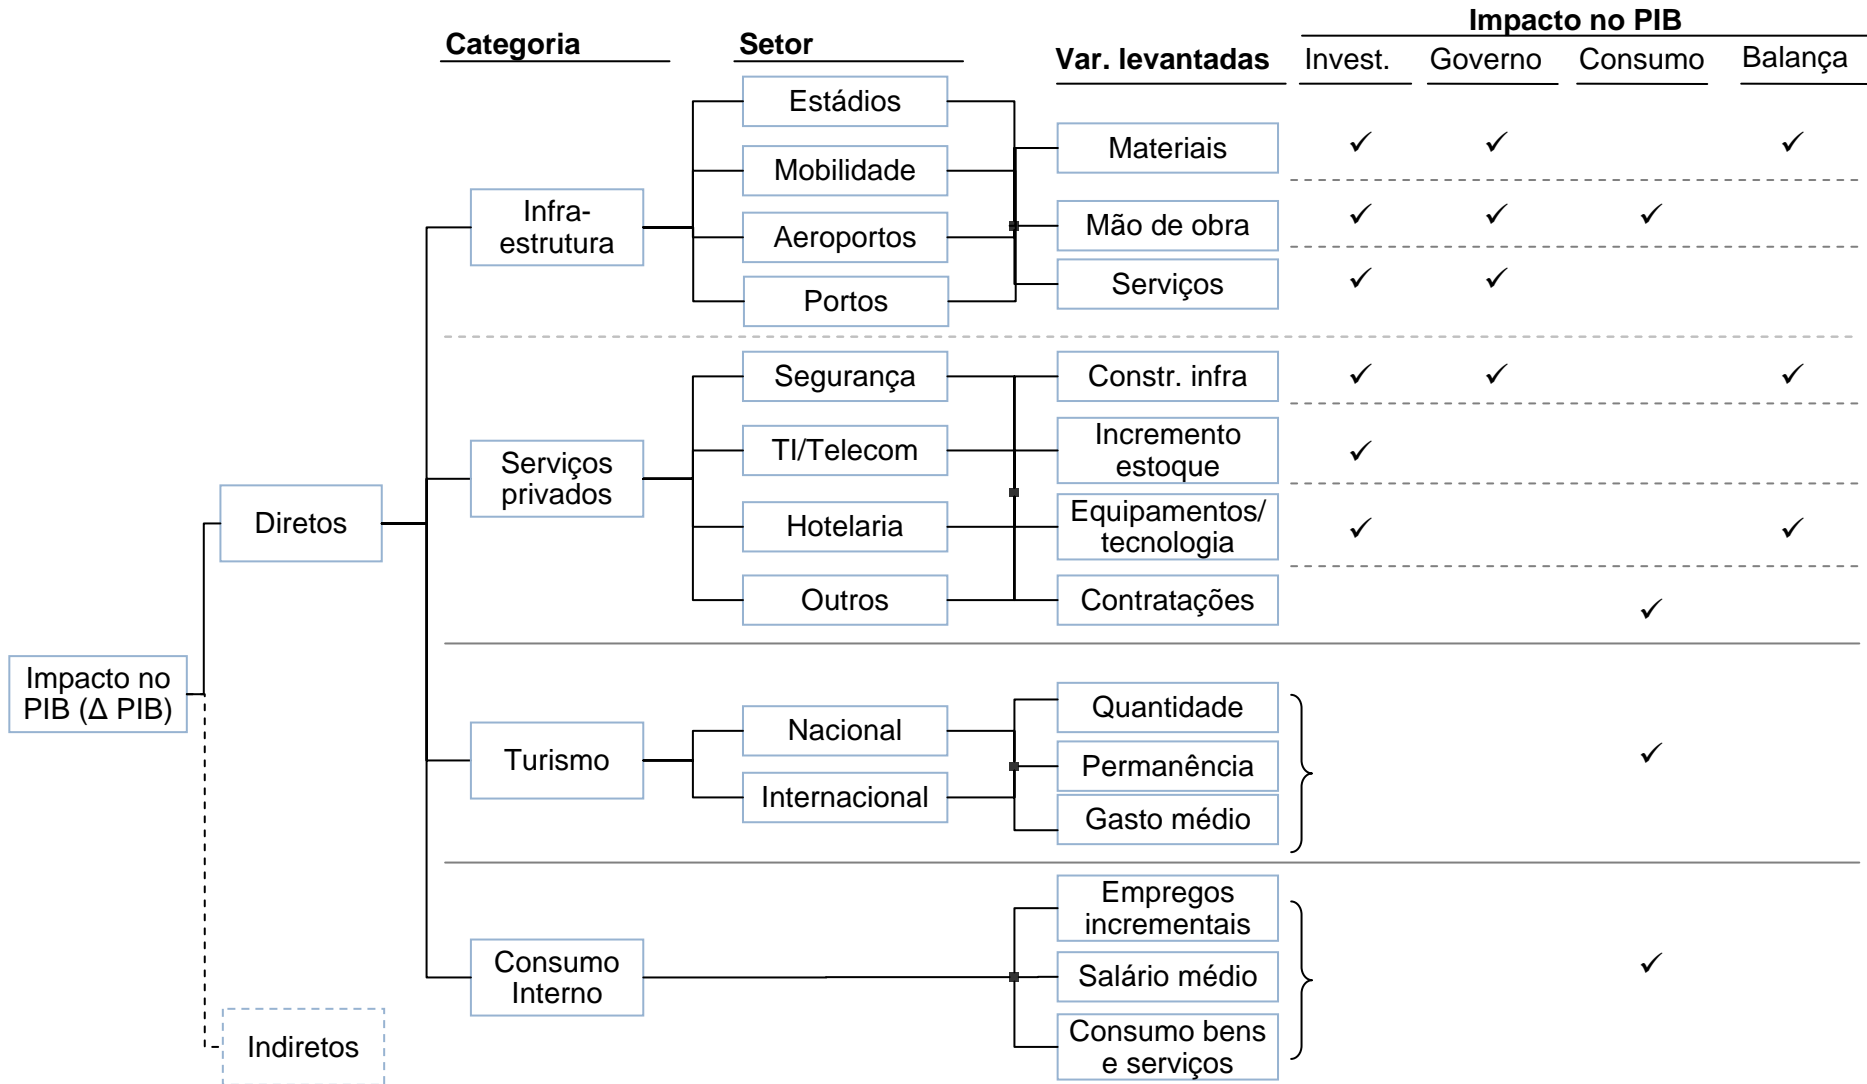 Impacto no PIB
Categoria
Setor
Var. levantadas
Invest.
Governo
Consumo
Balança
Estádios
Mobilidade
Aeroportos
Portos
Infra-
estrutura
Materiais
✓ ✓ ✓
Mão de obra
✓ ✓ ✓
Serviços
✓ ✓
Segurança
TI/Telecom
Hotelaria
Outros
Serviços
privados
Constr. infra
✓ ✓ ✓
Incremento
estoque
✓
Equipamentos/
tecnologia
✓ ✓
Contratações
✓
Diretos
Impacto no
PIB (Δ PIB)
Turismo
Nacional
Internacional
Quantidade
Permanência
Gasto médio
✓
Consumo
Interno
Empregos
incrementais
Salário médio
Consumo bens
e serviços
✓
Indiretos